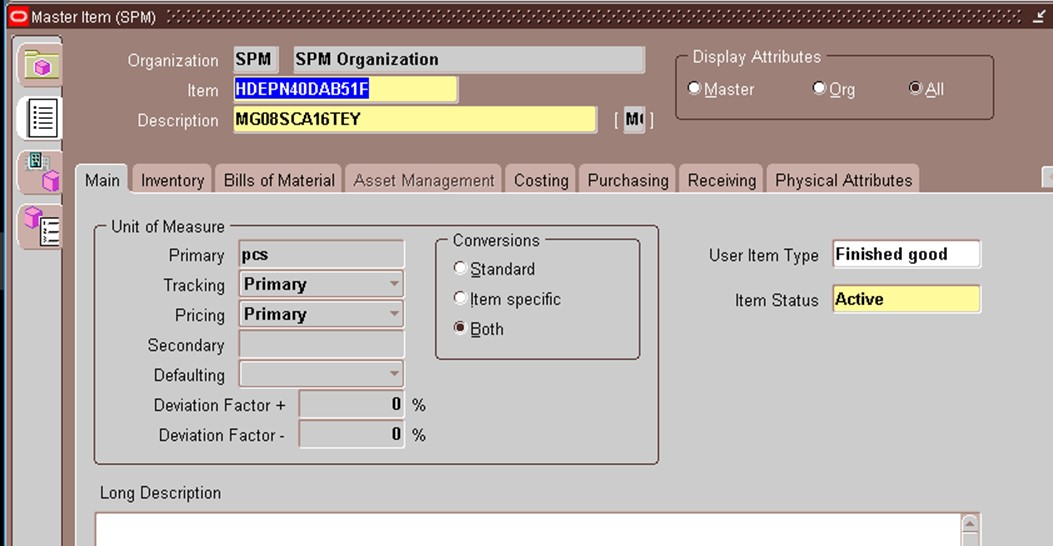 Master Item (SPM)
Organization SPM SPM Organization
Item HDEPN40DAB51F
Description MG08SCA16TEY [ ]
Display Attributes
Master Org All
Main Inventory Bills of Material Asset Management Costing Purchasing Receiving Physical Attributes
Unit of Measure
Primary pcs
Tracking Primary
Pricing Primary
Secondary
Defaulting
Deviation Factor + 0 %
Deviation Factor - 0 %
Conversions
Standard
Item specific
Both
User Item Type Finished good
Item Status Active
Long Description